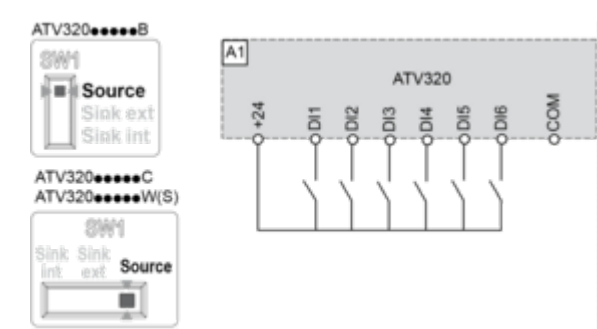 ATV320●●●●●B
SW1
Source
Sink ext
Sink int
ATV320●●●●●C
ATV320●●●●●W(S)
SW1
Sink int
Sink ext
Source
A1
ATV320
+24
DI1
DI2
DI3
DI4
DI5
DI6
COM